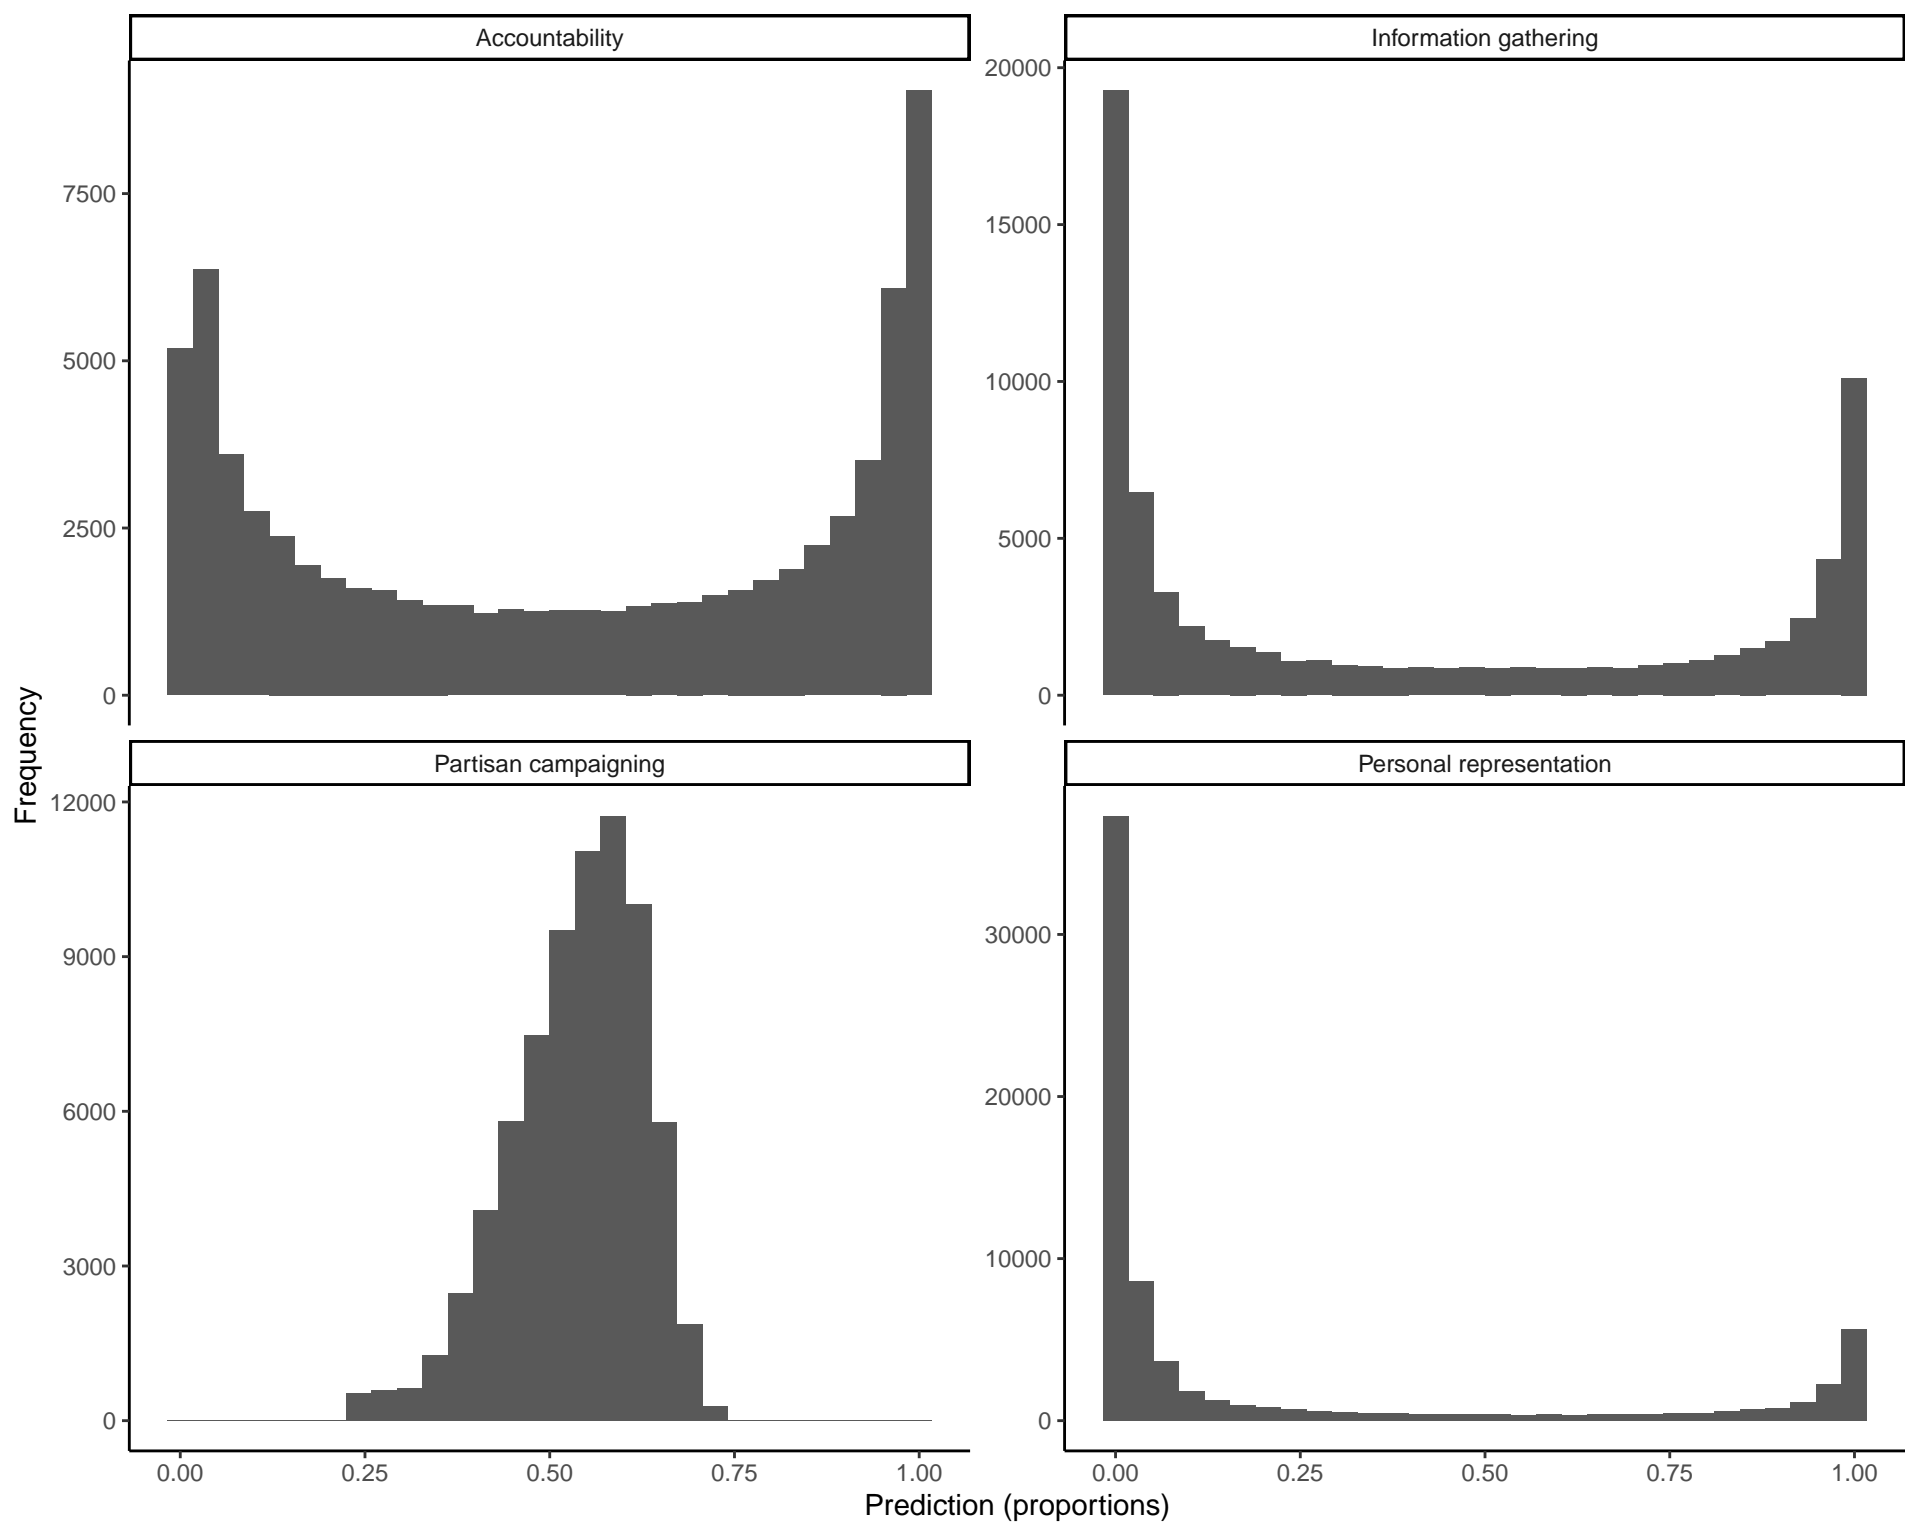 Accountability
Information gathering
7500
5000
2500
0
20000
15000
10000
5000
0
Frequency
Partisan campaigning
Personal representation
12000
9000
6000
3000
0
30000
20000
10000
0
0.00 0.25 0.50 0.75 1.00
0.00 0.25 0.50 0.75 1.00
Prediction (proportions)